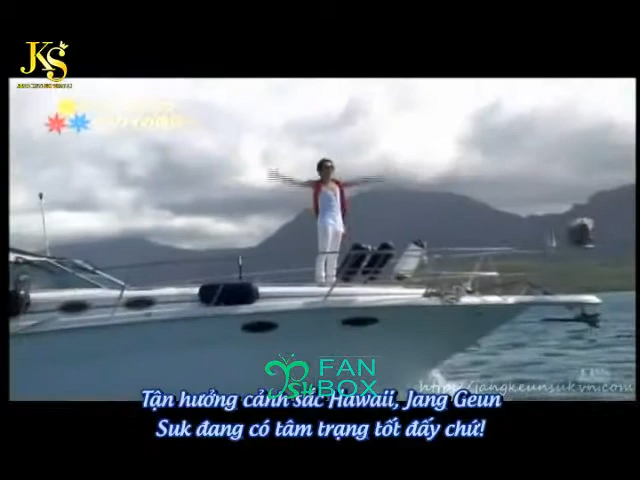 JKS
FAN
BOX
http://jangkeunsukvn.com
Tận hưởng cảnh sắc Hawaii, Jang Geun
Suk đang có tâm trạng tốt đấy chứ!